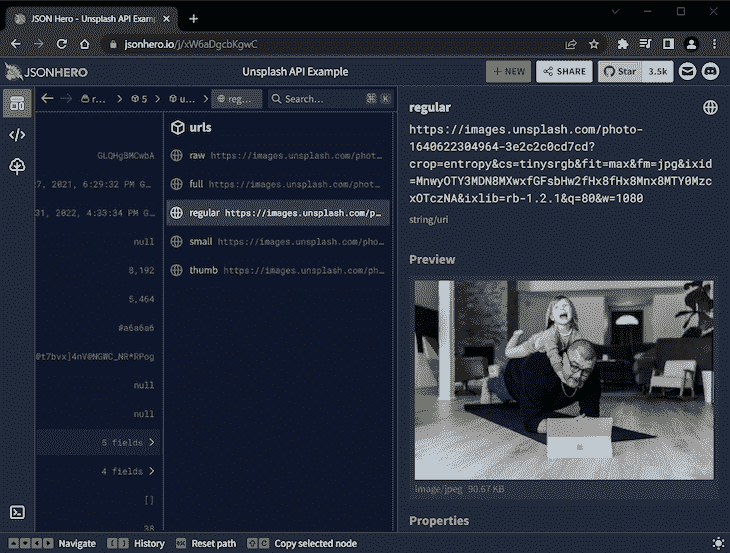 JSON Hero - Unsplash API Exam
jsonhero.io/j/xW6aDgcbKgwC
JSONHERO
Unsplash API Example
+ NEW
SHARE
Star
3.5k
r...
5
u...
reg...
Search...
⌘ K
GLQHgBMCwbA
7, 2021, 6:29:32 PM G...
31, 2022, 4:33:34 PM G...
null
8,192
5,464
#a6a6a6
null
null
5 fields
4 fields
[]
38
urls
raw https://images.unsplash.com/phot...
full https://images.unsplash.com/phot...
regular https://images.unsplash.com/p...
small https://images.unsplash.com/pho...
thumb https://images.unsplash.com/ph...
regular
https://images.unsplash.com/photo-
1640622304964-3e2c2c0cd7cd?
crop=entropy&cs=tinysrgb&fit=max&fm=jpg&ixid
=MnwyOTY3MDN8MXwxfGFsbHw2fHx8fHx8Mnx8MTY0Mzc
xOTczNA&ixlib=rb-1.2.1&q=80&w=1080
string/uri
Preview
image/jpeg 90.67 KB
Properties
Navigate
History
Reset path
Copy selected node